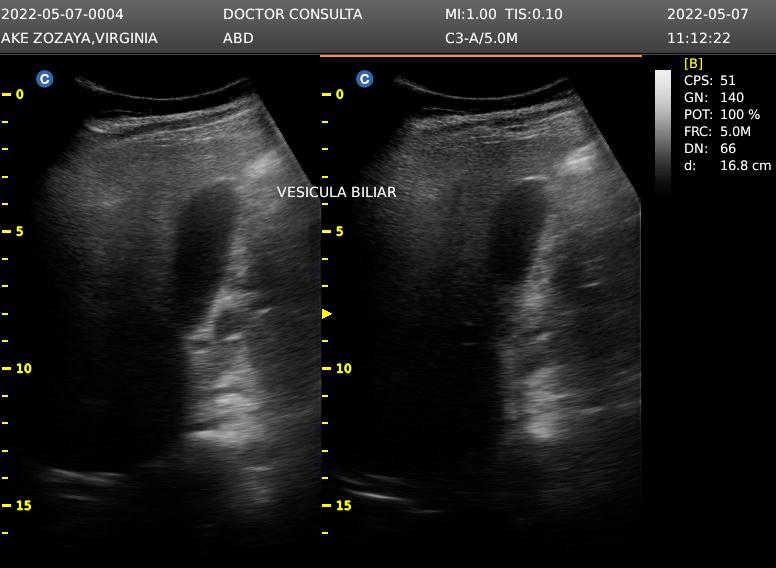 2022-05-07-0004 DOCTOR CONSULTA MI:1.00 TIS:0.10 2022-05-07
AKE ZOZAYA,VIRGINIA ABD C3-A/5.0M 11:12:22
C
C
[B]
CPS: 51
GN: 140
POT: 100 %
FRC: 5.0M
DN: 66
d: 16.8 cm
0
0
VESICULA BILIAR
5
5
10
10
15
15